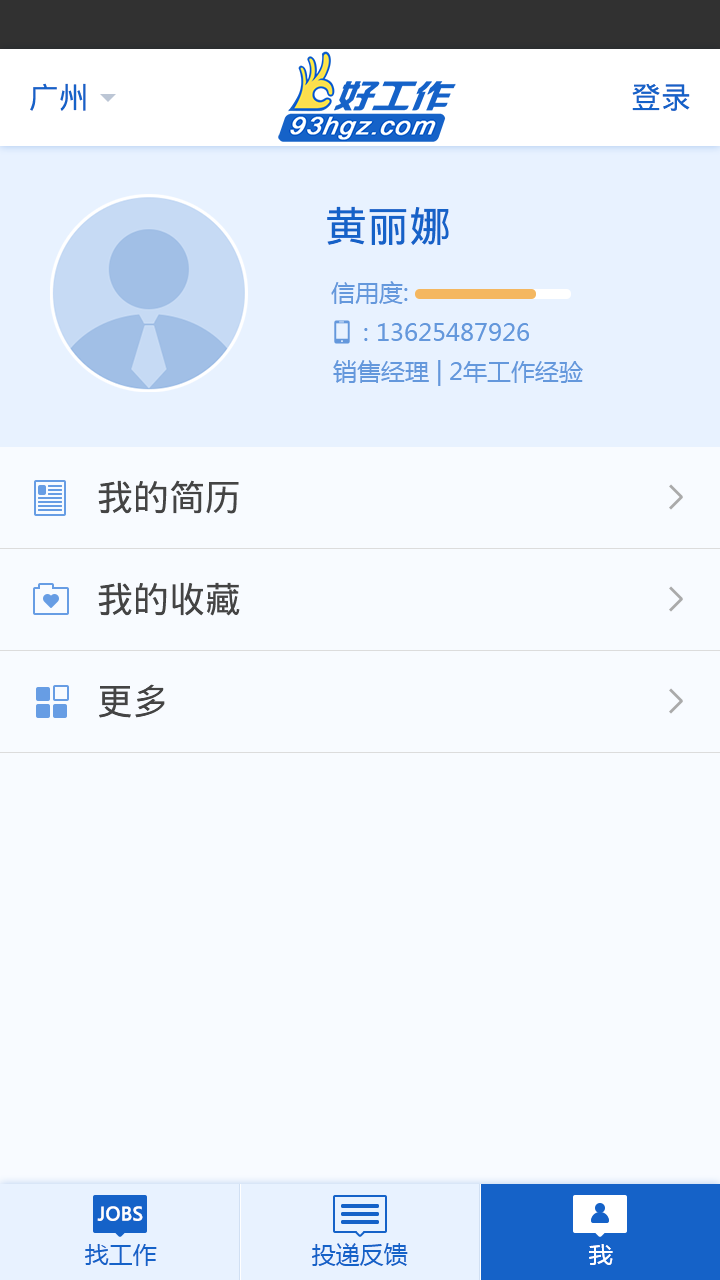 广州
好工作
93hgz.com
登录
黄丽娜
信用度:
: 13625487926
销售经理 | 2年工作经验
我的简历
我的收藏
更多
JOBS
找工作
投递反馈
我